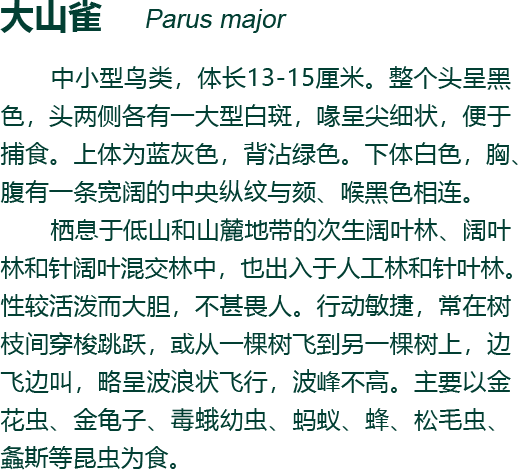 大山雀 Parus major
中小型鸟类，体长13-15厘米。整个头呈黑
色，头两侧各有一大型白斑，喙呈尖细状，便于
捕食。上体为蓝灰色，背沾绿色。下体白色，胸、
腹有一条宽阔的中央纵纹与颏、喉黑色相连。
栖息于低山和山麓地带的次生阔叶林、阔叶
林和针阔叶混交林中，也出入于人工林和针叶林。
性较活泼而大胆，不甚畏人。行动敏捷，常在树
枝间穿梭跳跃，或从一棵树飞到另一棵树上，边
飞边叫，略呈波浪状飞行，波峰不高。主要以金
花虫、金龟子、毒蛾幼虫、蚂蚁、蜂、松毛虫、
螽斯等昆虫为食。